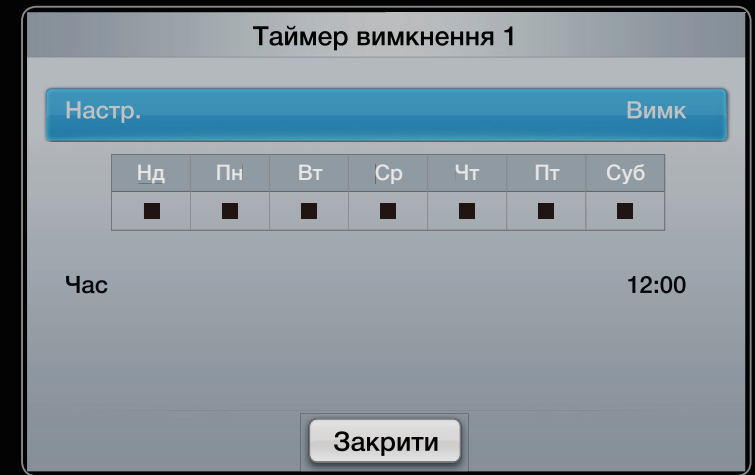 Таймер вимкнення 1
Настр. Вимк
Нд Пн Вт Ср Чт Пт Суб
Час 12:00
Закрити